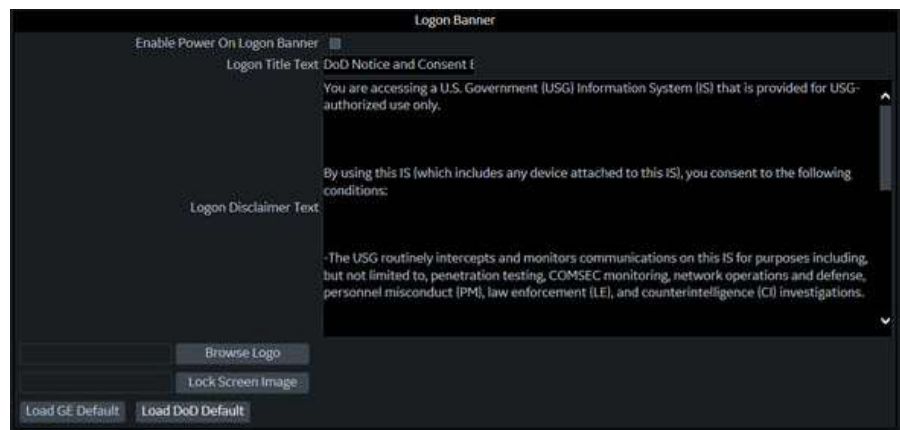 Logon Banner
Enable Power On Logon Banner
Logon Title Text DoD Notice and Consent
You are accessing a U.S. Government (USG) Information System (IS) that is provided for USG-
authorized use only.
By using this IS (which includes any device attached to this IS), you consent to the following
conditions:
Logon Disclaimer Text
-The USG routinely intercepts and monitors communications on this IS for purposes including,
but not limited to, penetration testing, COMSEC monitoring, network operations and defense,
personnel misconduct (PM), law enforcement (LE), and counterintelligence (CI) investigations.
Browse Logo
Lock Screen Image
Load GE Default Load DoD Default